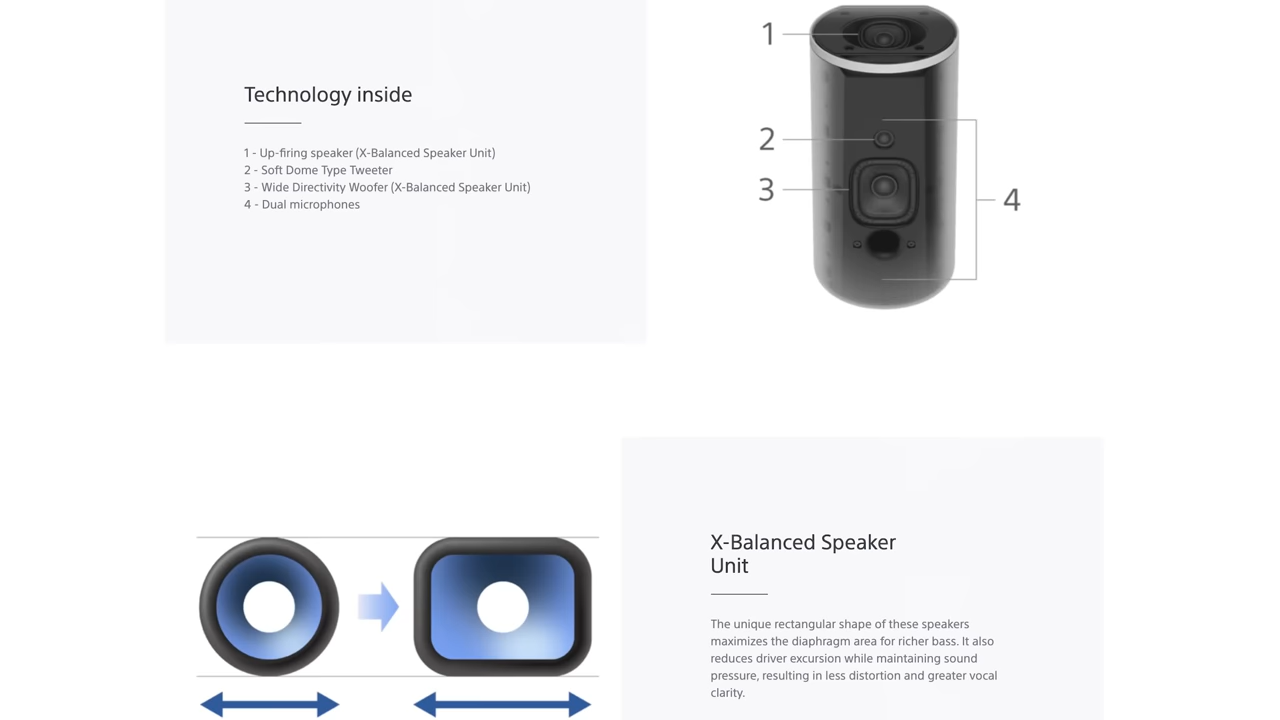 Technology inside
1 - Up-firing speaker (X-Balanced Speaker Unit)
2 - Soft Dome Type Tweeter
3 - Wide Directivity Woofer (X-Balanced Speaker Unit)
4 - Dual microphones
1
2
3
4
X-Balanced Speaker
Unit
The unique rectangular shape of these speakers
maximizes the diaphragm area for richer bass. It also
reduces driver excursion while maintaining sound
pressure, resulting in less distortion and greater vocal
clarity.